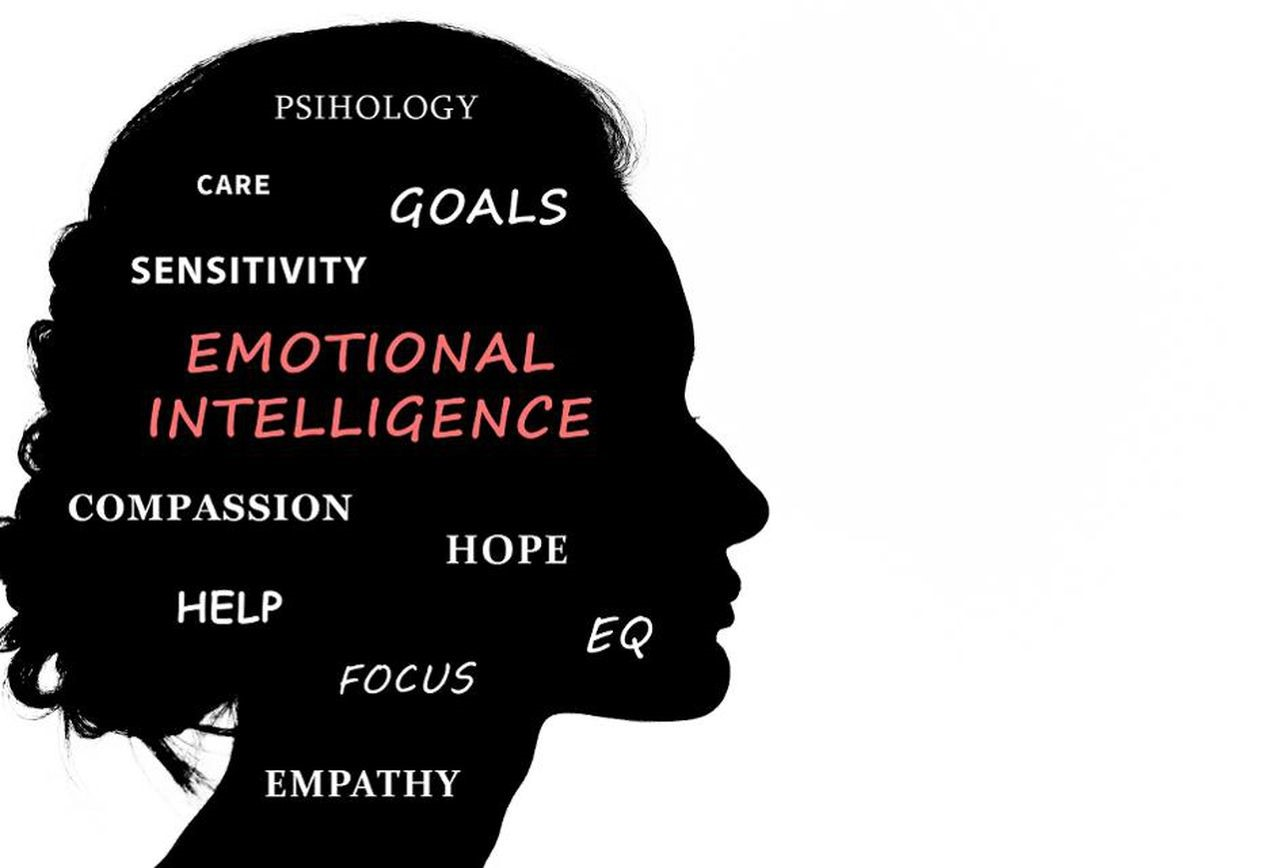 PSIHOLOGY
CARE
GOALS
SENSITIVITY
EMOTIONAL
INTELLIGENCE
COMPASSION
HOPE
HELP
EQ
FOCUS
EMPATHY